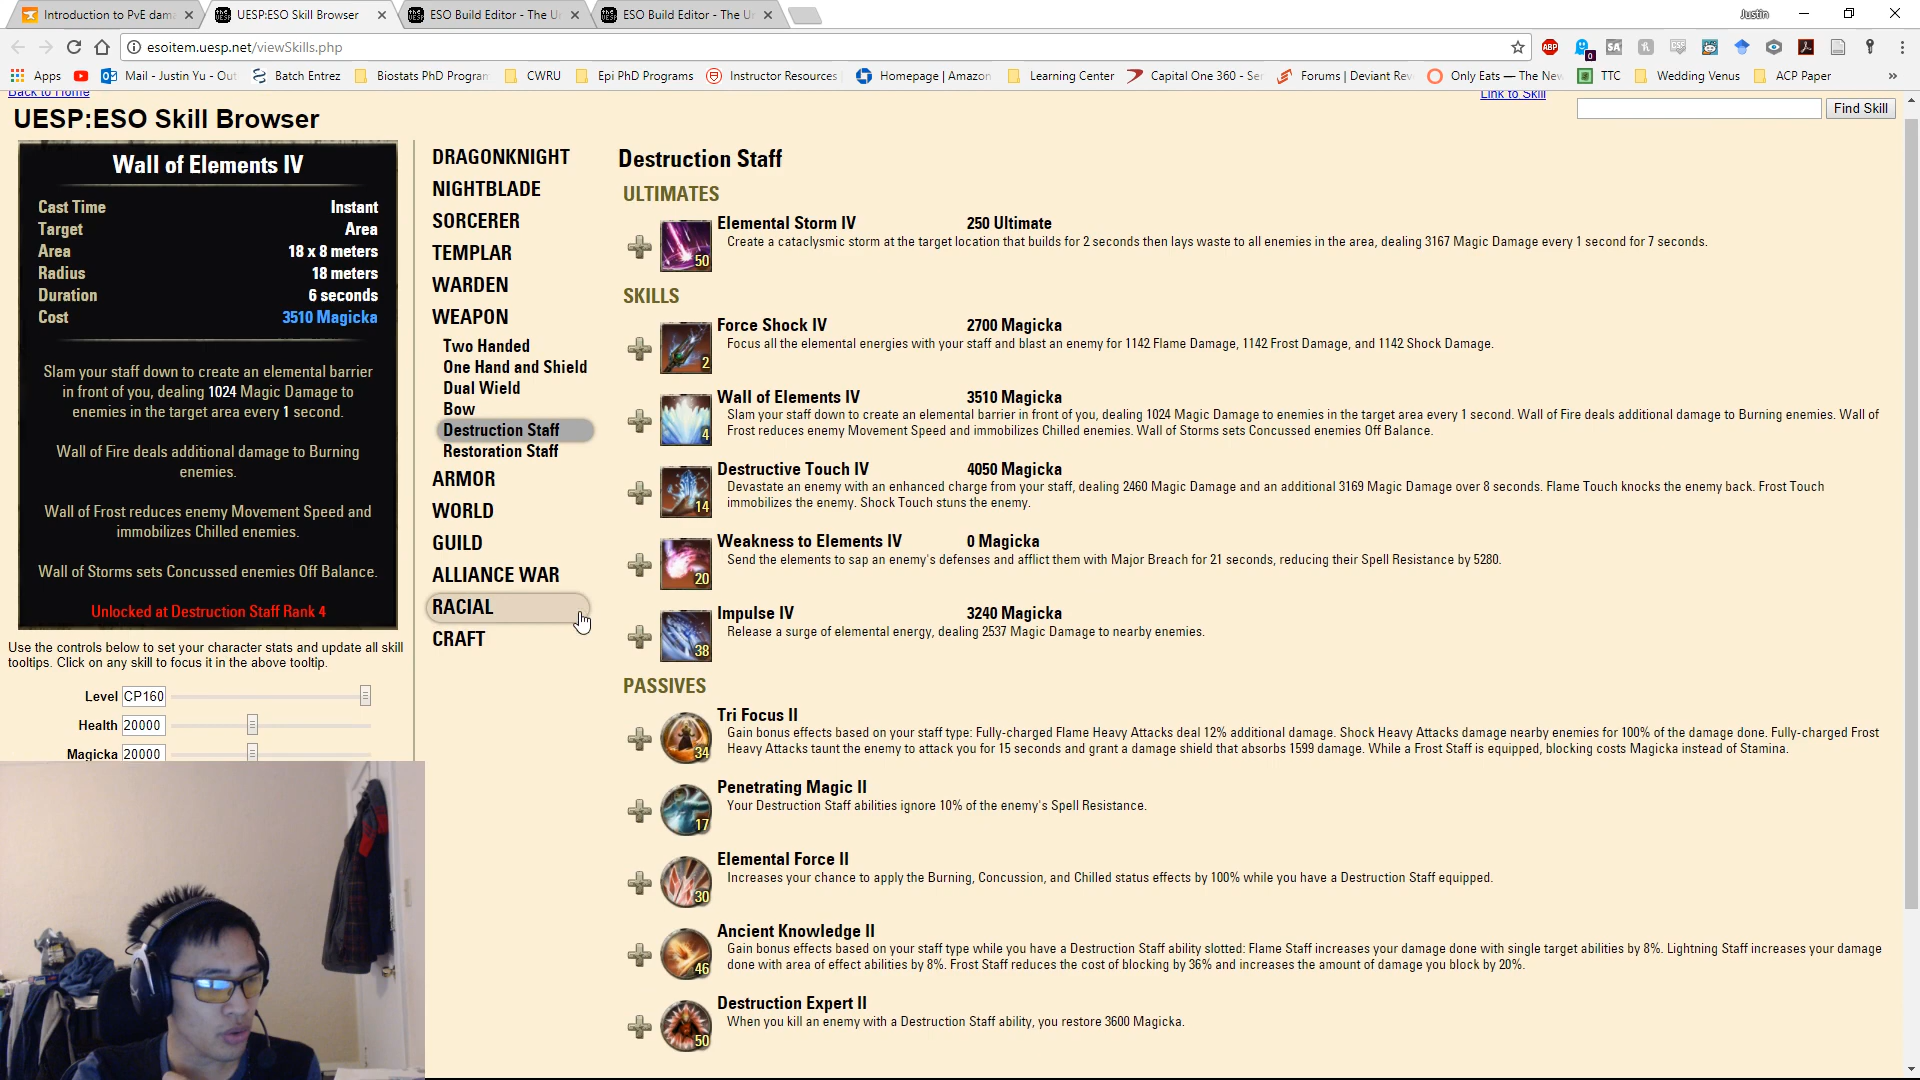 Introduction to PvE dam
UESP:ESO Skill Browser
ESO Build Editor - The U
ESO Build Editor - The U
Justin
esoitem.uesp.net/viewSkills.php
Apps
Mail - Justin Yu - Out
Batch Entrez
Biostats PhD Program
CWRU
Epi PhD Programs
Instructor Resources
Homepage | Amazon
Learning Center
Capital One 360 - Ser
Forums | Deviant Rev
Only Eats — The New
TTC
Wedding Venus
ACP Paper
»
Back to Home
Link to Skill
UESP:ESO Skill Browser
Find Skill
Wall of Elements IV
Cast Time Instant
Target Area
Area 18 x 8 meters
Radius 18 meters
Duration 6 seconds
Cost 3510 Magicka
Slam your staff down to create an elemental barrier
in front of you, dealing 1024 Magic Damage to
enemies in the target area every 1 second.
Wall of Fire deals additional damage to Burning
enemies.
Wall of Frost reduces enemy Movement Speed and
immobilizes Chilled enemies.
Wall of Storms sets Concussed enemies Off Balance.
Unlocked at Destruction Staff Rank 4
Use the controls below to set your character stats and update all skill
tooltips. Click on any skill to focus it in the above tooltip.
Level CP160
Health 20000
Magicka 20000
DRAGONKNIGHT
NIGHTBLADE
SORCERER
TEMPLAR
WARDEN
WEAPON
Two Handed
One Hand and Shield
Dual Wield
Bow
Destruction Staff
Restoration Staff
ARMOR
WORLD
GUILD
ALLIANCE WAR
RACIAL
CRAFT
Destruction Staff
ULTIMATES
Elemental Storm IV 250 Ultimate
Create a cataclysmic storm at the target location that builds for 2 seconds then lays waste to all enemies in the area, dealing 3167 Magic Damage every 1 second for 7 seconds.
50
SKILLS
Force Shock IV 2700 Magicka
Focus all the elemental energies with your staff and blast an enemy for 1142 Flame Damage, 1142 Frost Damage, and 1142 Shock Damage.
2
Wall of Elements IV 3510 Magicka
Slam your staff down to create an elemental barrier in front of you, dealing 1024 Magic Damage to enemies in the target area every 1 second. Wall of Fire deals additional damage to Burning enemies. Wall of
Frost reduces enemy Movement Speed and immobilizes Chilled enemies. Wall of Storms sets Concussed enemies Off Balance.
4
Destructive Touch IV 4050 Magicka
Devastate an enemy with an enhanced charge from your staff, dealing 2460 Magic Damage and an additional 3169 Magic Damage over 8 seconds. Flame Touch knocks the enemy back. Frost Touch
immobilizes the enemy. Shock Touch stuns the enemy.
14
Weakness to Elements IV 0 Magicka
Send the elements to sap an enemy's defenses and afflict them with Major Breach for 21 seconds, reducing their Spell Resistance by 5280.
20
Impulse IV 3240 Magicka
Release a surge of elemental energy, dealing 2537 Magic Damage to nearby enemies.
38
PASSIVES
Tri Focus II
Gain bonus effects based on your staff type: Fully-charged Flame Heavy Attacks deal 12% additional damage. Shock Heavy Attacks damage nearby enemies for 100% of the damage done. Fully-charged Frost
Heavy Attacks taunt the enemy to attack you for 15 seconds and grant a damage shield that absorbs 1599 damage. While a Frost Staff is equipped, blocking costs Magicka instead of Stamina.
34
Penetrating Magic II
Your Destruction Staff abilities ignore 10% of the enemy's Spell Resistance.
17
Elemental Force II
Increases your chance to apply the Burning, Concussion, and Chilled status effects by 100% while you have a Destruction Staff equipped.
30
Ancient Knowledge II
Gain bonus effects based on your staff type while you have a Destruction Staff ability slotted: Flame Staff increases your damage done with single target abilities by 8%. Lightning Staff increases your damage
done with area of effect abilities by 8%. Frost Staff reduces the cost of blocking by 36% and increases the amount of damage you block by 20%.
46
Destruction Expert II
When you kill an enemy with a Destruction Staff ability, you restore 3600 Magicka.
50